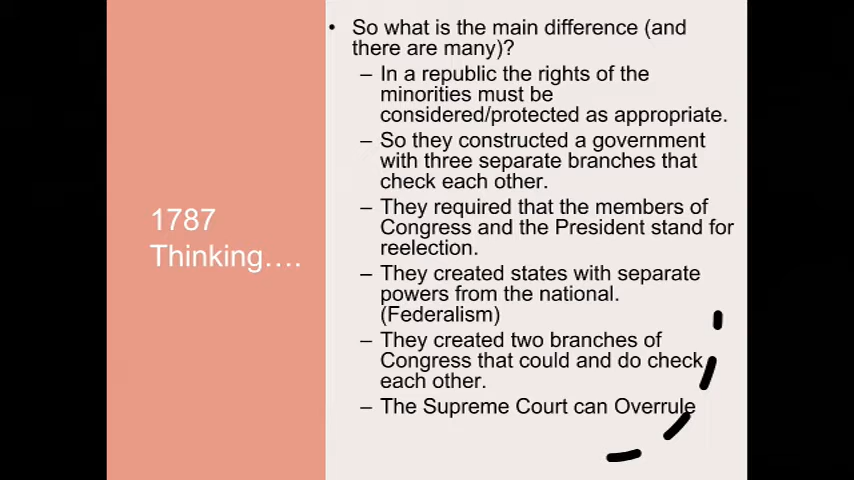 1787
Thinking….
• So what is the main difference (and
there are many)?
– In a republic the rights of the
minorities must be
considered/protected as appropriate.
– So they constructed a government
with three separate branches that
check each other.
– They required that the members of
Congress and the President stand for
reelection.
– They created states with separate
powers from the national.
(Federalism)
– They created two branches of
Congress that could and do check
each other.
– The Supreme Court can Overrule